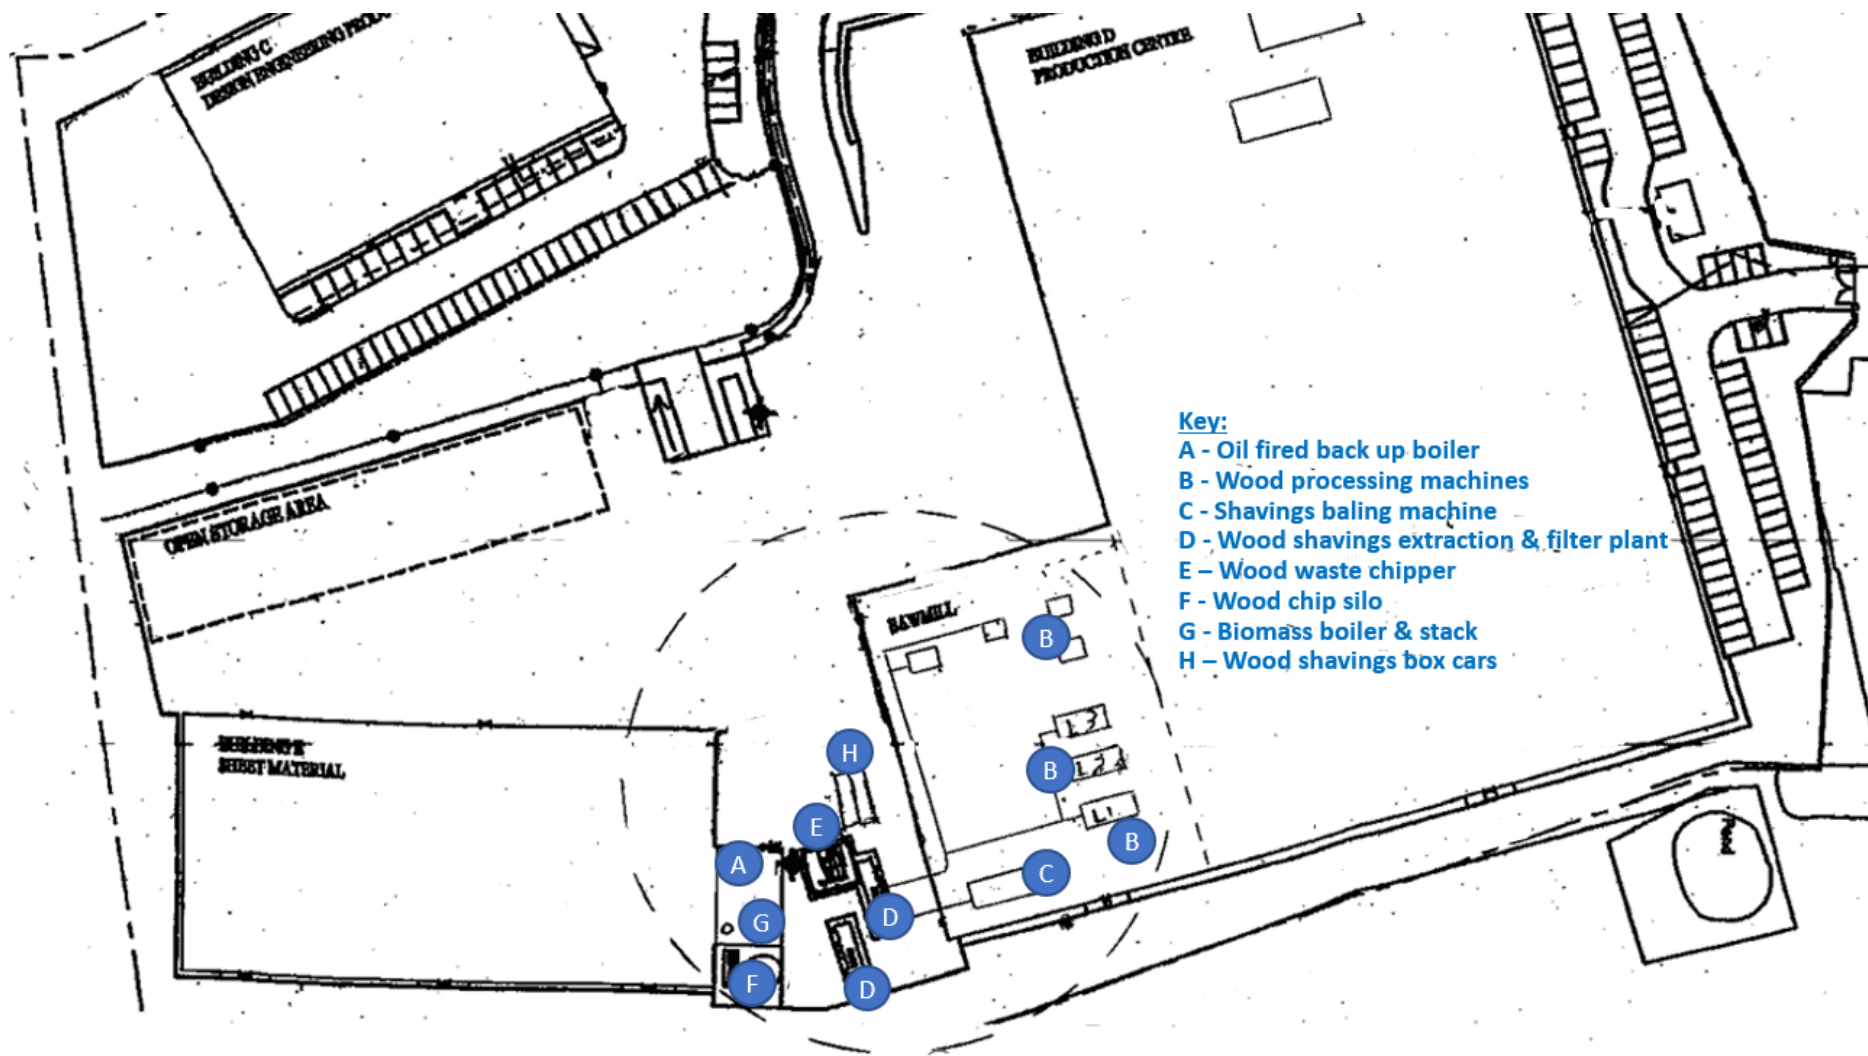 BUILDING C
DESIGN ENGINEERING PRODU
BUILDING D
PRODUCTION CENTRE
Key:
A - Oil fired back up boiler
B - Wood processing machines
C - Shavings baling machine
D - Wood shavings extraction & filter plant
E – Wood waste chipper
F - Wood chip silo
G - Biomass boiler & stack
H – Wood shavings box cars
OPEN STORAGE AREA
SAWMILL
B
L3
B
L1
B
H
SHEET MATERIAL
E
A
C
D
G
F
D
Pond